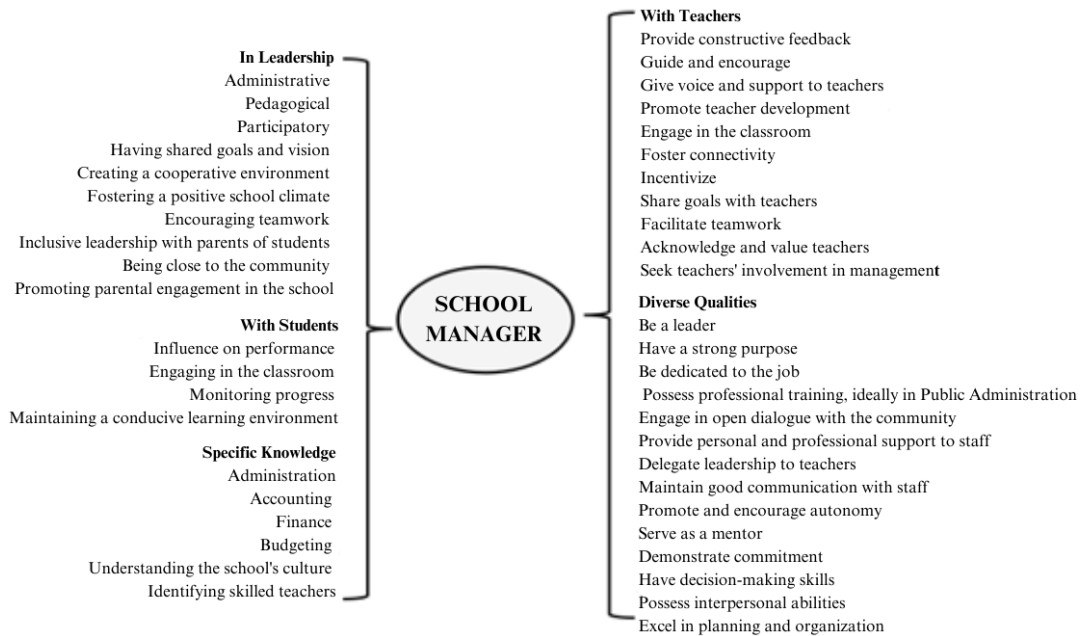 In Leadership
Administrative
Pedagogical
Participatory
Having shared goals and vision
Creating a cooperative environment
Fostering a positive school climate
Encouraging teamwork
Inclusive leadership with parents of students
Being close to the community
Promoting parental engagement in the school
With Students
Influence on performance
Engaging in the classroom
Monitoring progress
Maintaining a conducive learning environment
Specific Knowledge
Administration
Accounting
Finance
Budgeting
Understanding the school's culture
Identifying skilled teachers
SCHOOL
MANAGER
With Teachers
Provide constructive feedback
Guide and encourage
Give voice and support to teachers
Promote teacher development
Engage in the classroom
Foster connectivity
Incentivize
Share goals with teachers
Facilitate teamwork
Acknowledge and value teachers
Seek teachers' involvement in management
Diverse Qualities
Be a leader
Have a strong purpose
Be dedicated to the job
Possess professional training, ideally in Public Administration
Engage in open dialogue with the community
Provide personal and professional support to staff
Delegate leadership to teachers
Maintain good communication with staff
Promote and encourage autonomy
Serve as a mentor
Demonstrate commitment
Have decision-making skills
Possess interpersonal abilities
Excel in planning and organization